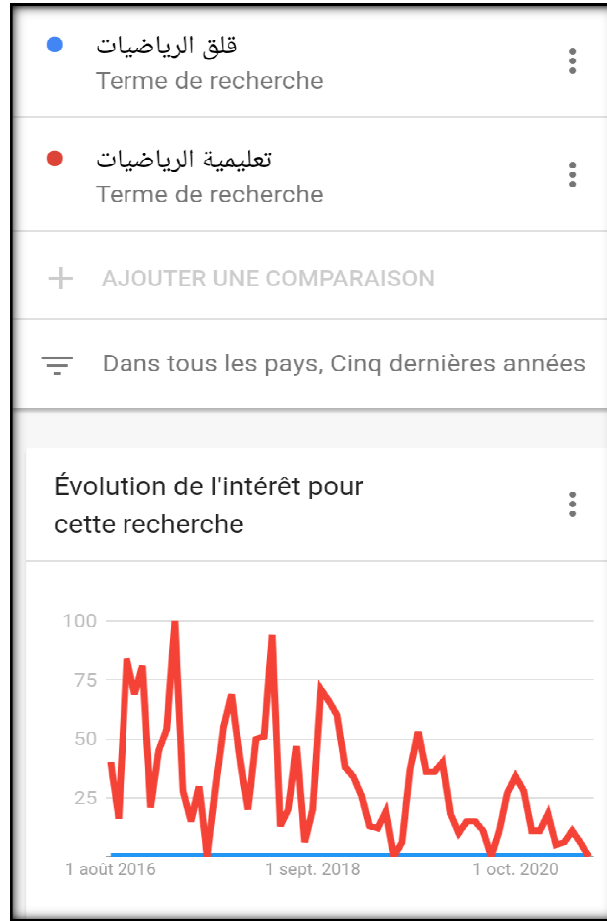 قلق الرياضيات
Terme de recherche
تعليمية الرياضيات
Terme de recherche
AJOUTER UNE COMPARAISON
Dans tous les pays, Cinq dernières années
Évolution de l'intérêt pour
cette recherche
100
75
50
25
1 août 2016 1 sept. 2018 1 oct. 2020